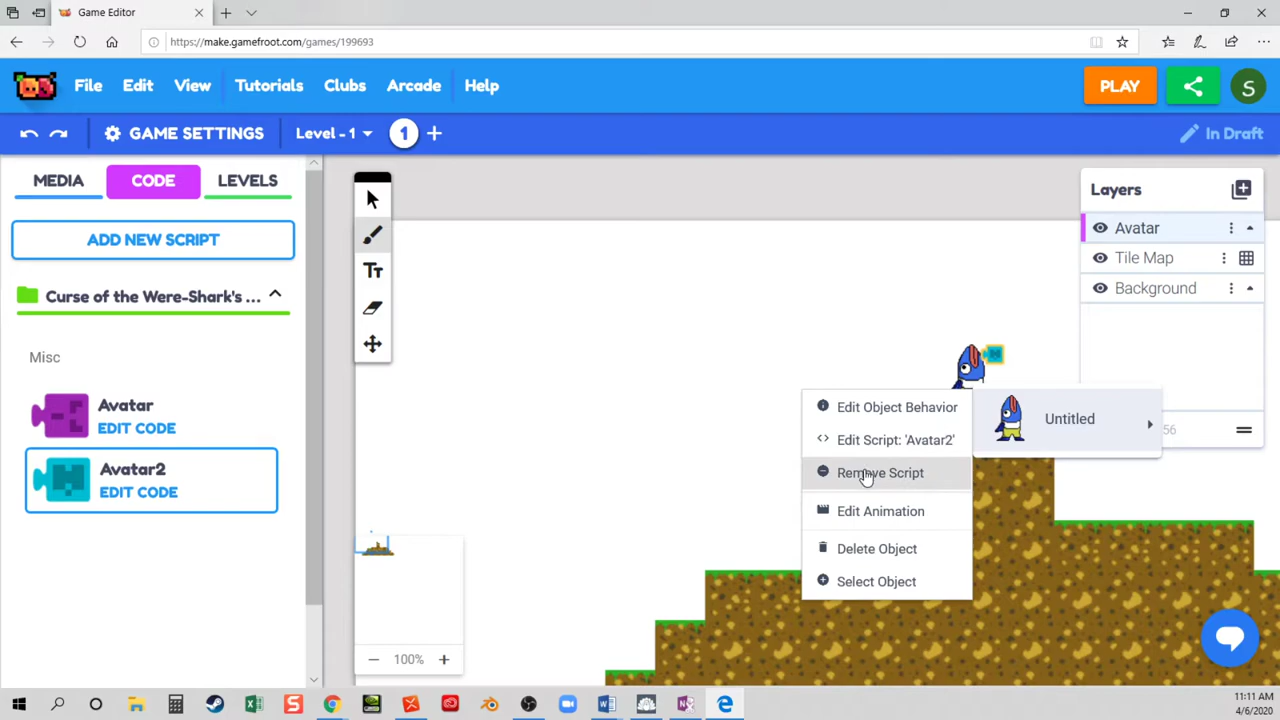 Game Editor
https://make.gamefroot.com/games/199693
File Edit View Tutorials Clubs Arcade Help
PLAY
S
GAME SETTINGS
Level - 1
1
In Draft
MEDIA CODE LEVELS
ADD NEW SCRIPT
Curse of the Were-Shark's ...
Misc
Avatar
EDIT CODE
Avatar2
EDIT CODE
Tt
100%
Layers
Avatar
Tile Map
Background
56
Untitled
Edit Object Behavior
Edit Script: 'Avatar2'
Remove Script
Edit Animation
Delete Object
Select Object
11:11 AM
4/6/2020